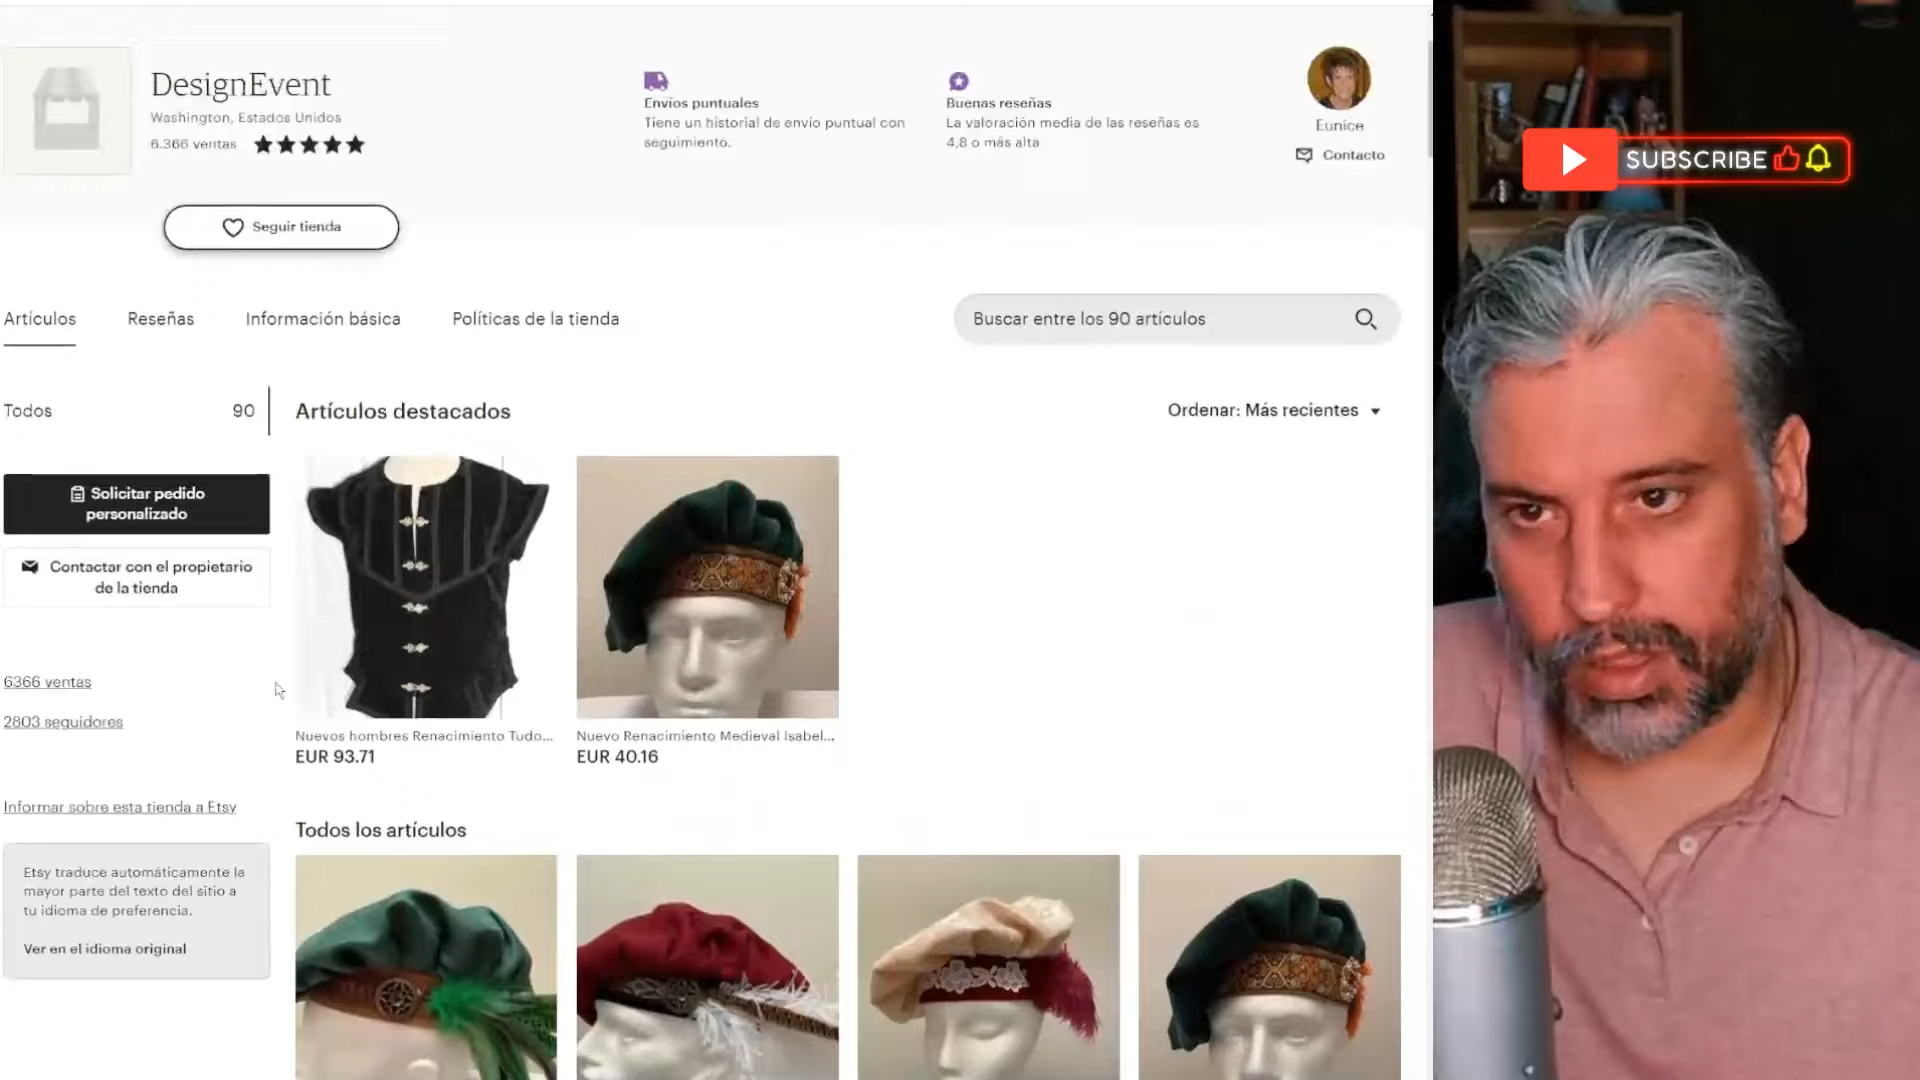 DesignEvent
Washington, Estados Unidos
6.366 ventas
Envíos puntuales
Tiene un historial de envío puntual con
seguimiento.
Buenas reseñas
La valoración media de las reseñas es
4,8 o más alta
Eunice
Contacto
SUBSCRIBE
Seguir tienda
Artículos
Reseñas
Información básica
Políticas de la tienda
Buscar entre los 90 artículos
Todos
90
Artículos destacados
Ordenar: Más recientes
Solicitar pedido
personalizado
Contactar con el propietario
de la tienda
6366 ventas
2803 seguidores
Nuevos hombres Renacimiento Tudo...
EUR 93.71
Nuevo Renacimiento Medieval Isabel...
EUR 40.16
Informar sobre esta tienda a Etsy
Todos los artículos
Etsy traduce automáticamente la
mayor parte del texto del sitio a
tu idioma de preferencia.
Ver en el idioma original